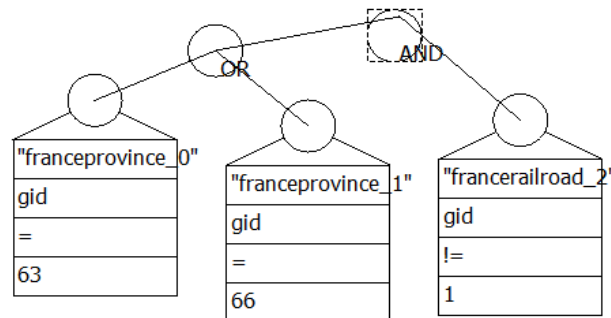 OR
AND
"franceprovince_0"
gid
=
63
"franceprovince_1"
gid
=
66
"francerailroad_2"
gid
!=
1